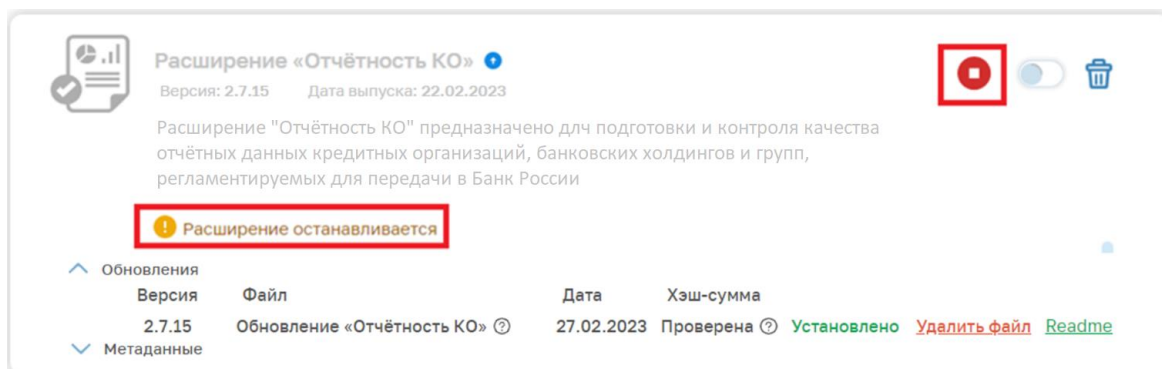 Расширение «Отчётность КО»
Версия: 2.7.15 Дата выпуска: 22.02.2023
Расширение "Отчётность КО" предназначено длч подготовки и контроля качества
отчётных данных кредитных организаций, банковских холдингов и групп,
регламентируемых для передачи в Банк России
Расширение останавливается
Обновления
Версия Файл Дата Хэш-сумма
2.7.15 Обновление «Отчётность КО» 27.02.2023 Проверена Установлено Удалить файл Readme
Метаданные